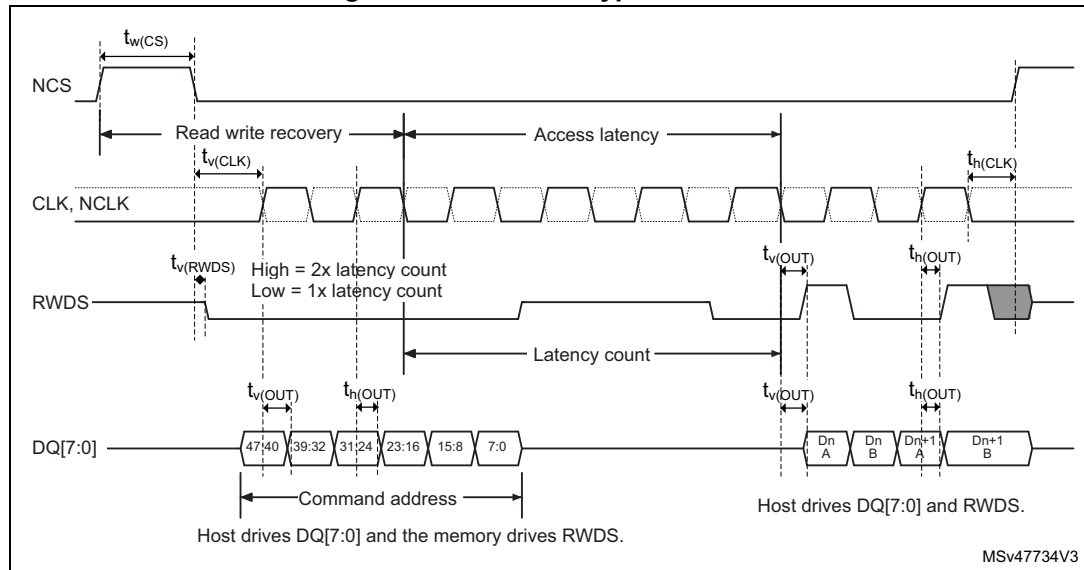 tw(CS)
NCS
Read write recovery
Access latency
tv(CLK)
th(CLK)
CLK, NCLK
tv(RWDS)
High = 2x latency count
Low = 1x latency count
tv(OUT)
th(OUT)
RWDS
Latency count
tv(OUT)
th(OUT)
tv(OUT)
th(OUT)
DQ[7:0]
47:40
39:32
31:24
23:16
15:8
7:0
Dn
A
Dn
B
Dn+1
A
Dn+1
B
Command address
Host drives DQ[7:0] and RWDS.
Host drives DQ[7:0] and the memory drives RWDS.
MSv47734V3